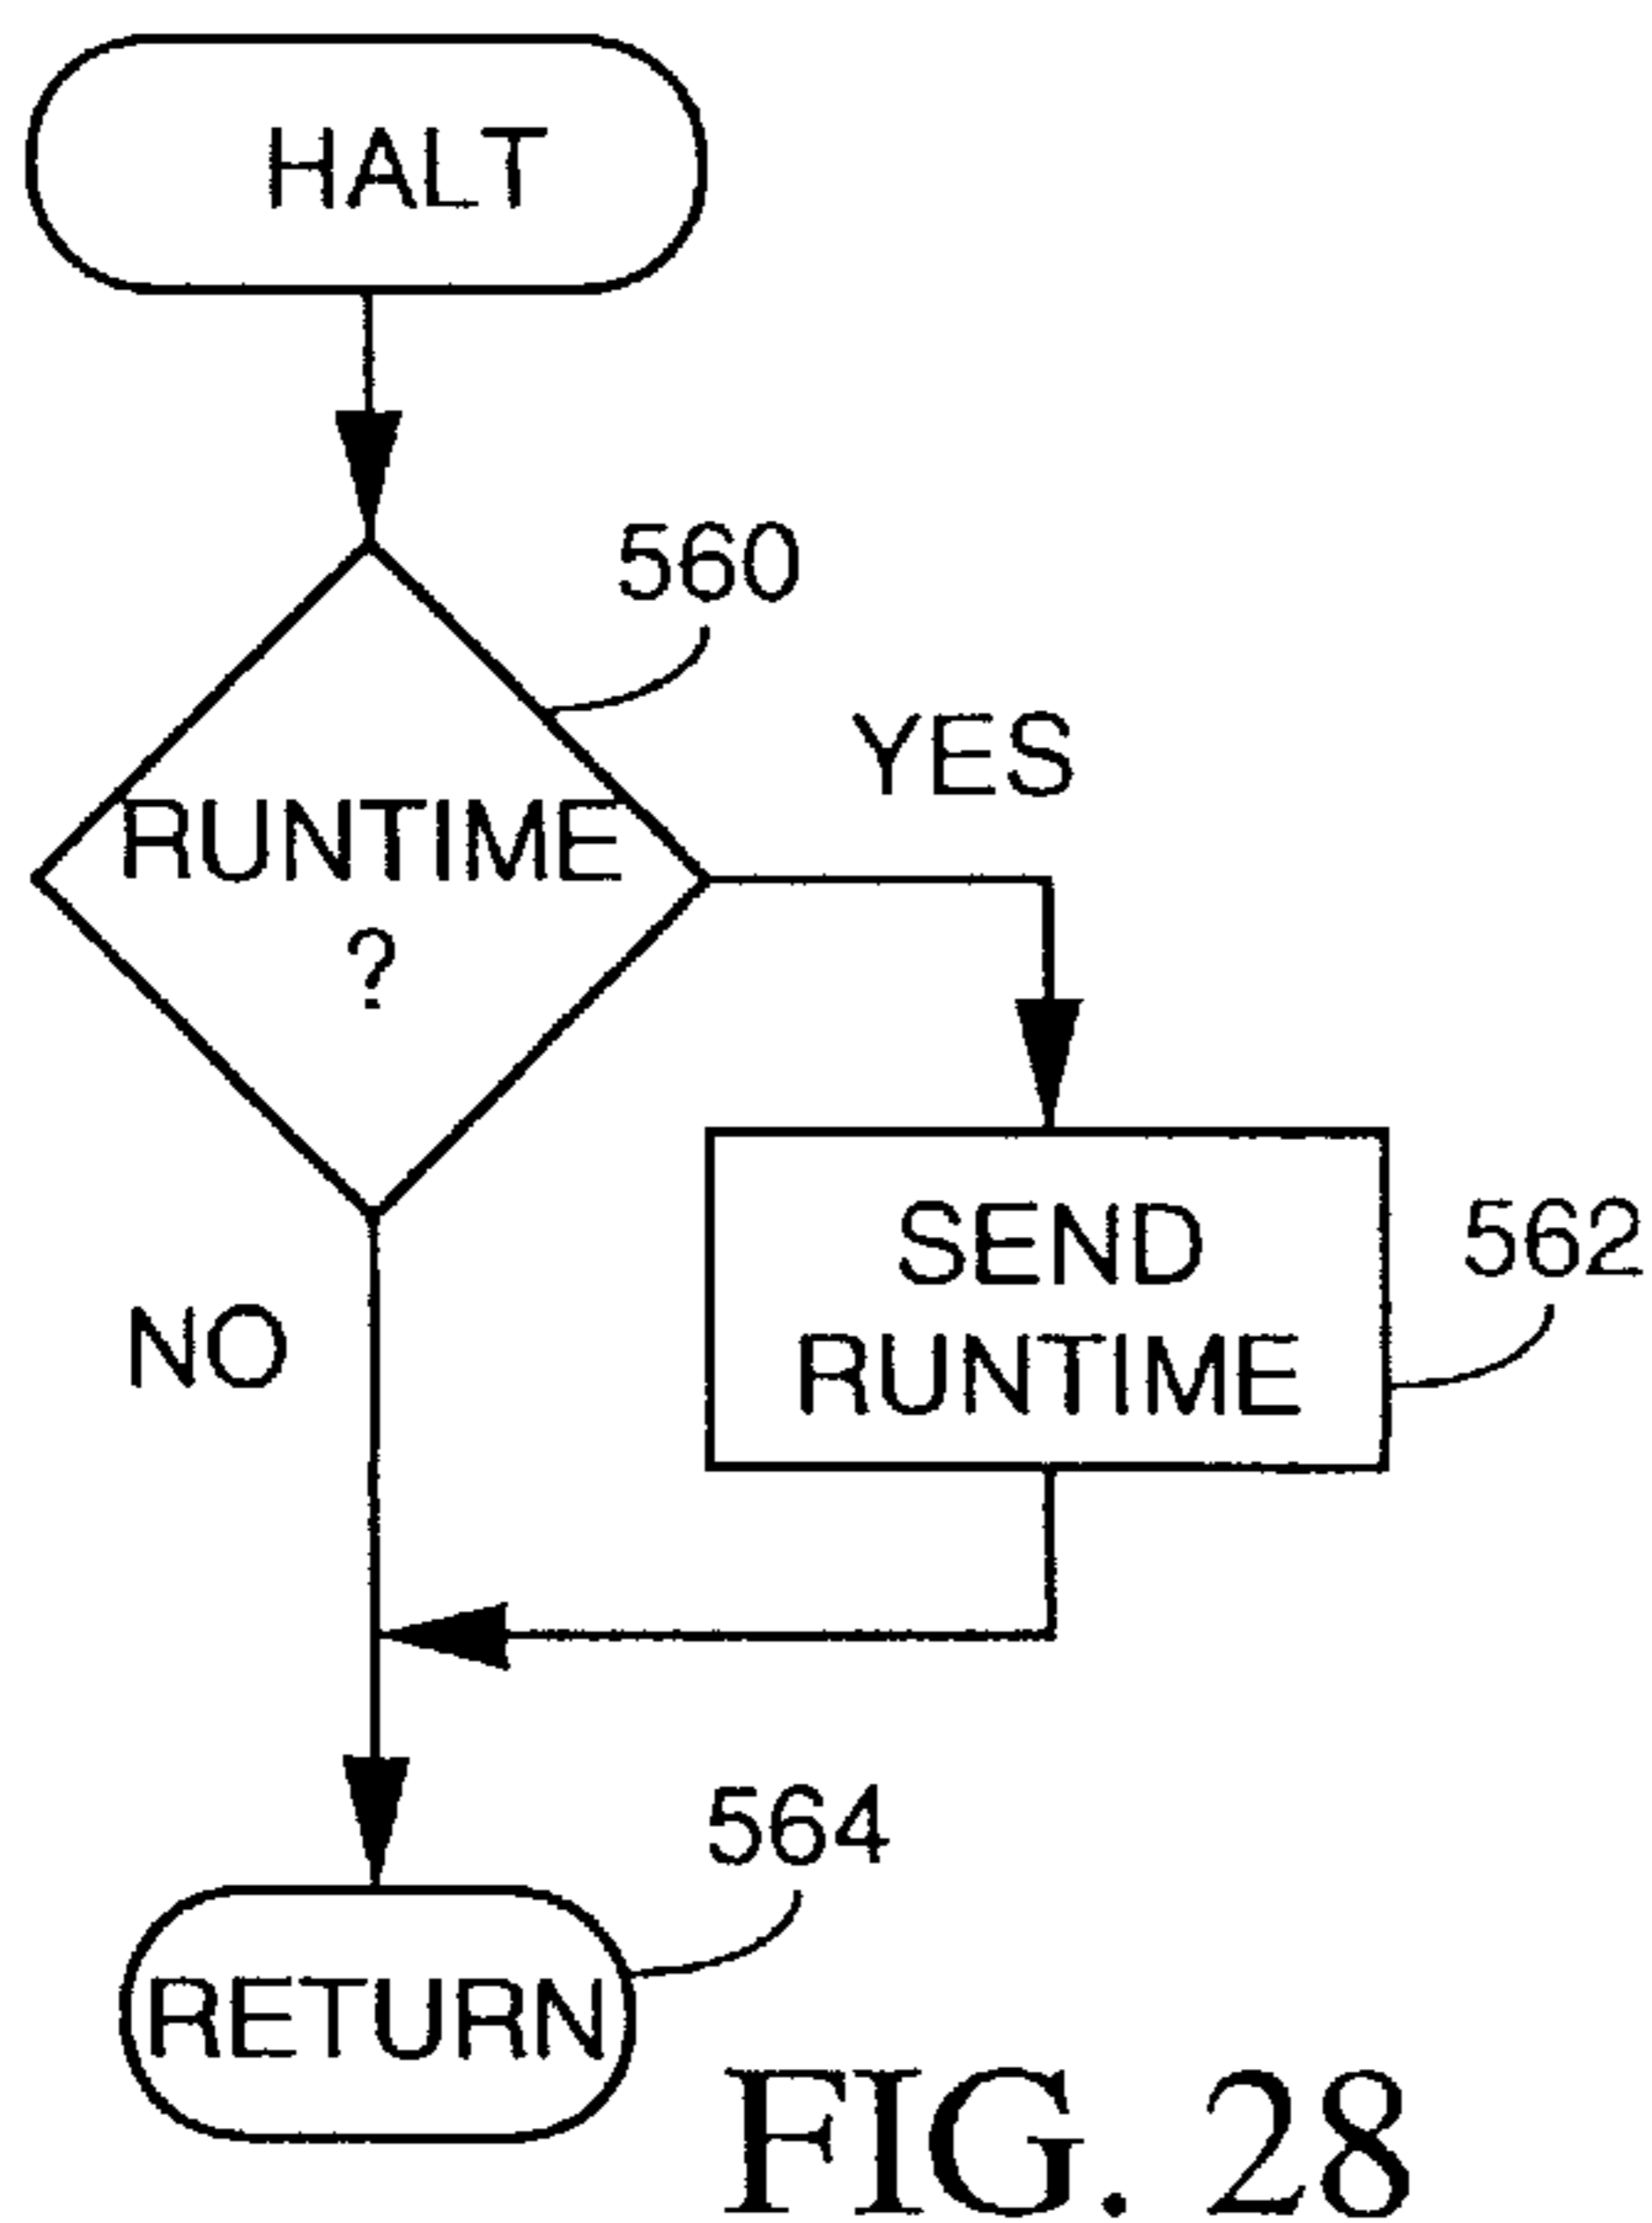 HALT
560
YES
RUNTIME
?
SEND
RUNTIME
562
NO
564
RETURN
FIG. 28